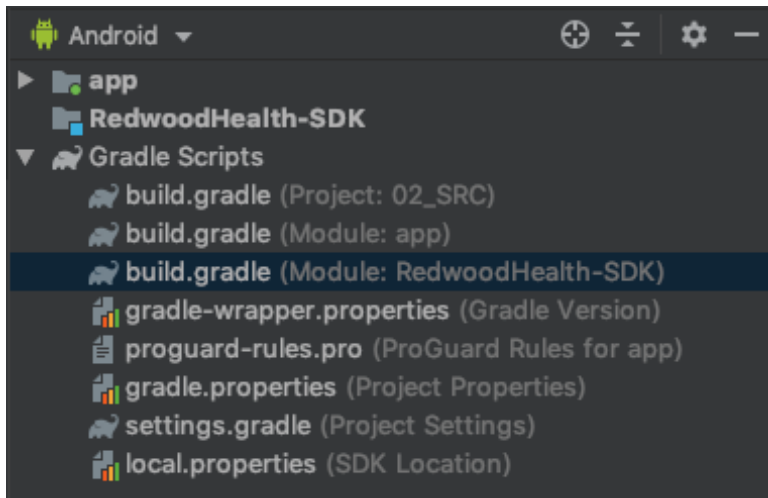 Android
app
RedwoodHealth-SDK
Gradle Scripts
build.gradle (Project: 02_SRC)
build.gradle (Module: app)
build.gradle (Module: RedwoodHealth-SDK)
gradle-wrapper.properties (Gradle Version)
proguard-rules.pro (ProGuard Rules for app)
gradle.properties (Project Properties)
settings.gradle (Project Settings)
local.properties (SDK Location)